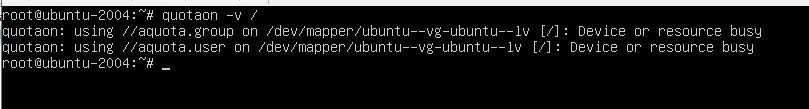 root@ubuntu-2004:~# quotaon -v /
quotaon: using //aquota.group on /dev/mapper/ubuntu--vg-ubuntu--lv [/]: Device or resource busy
quotaon: using //aquota.user on /dev/mapper/ubuntu--vg-ubuntu--lv [/]: Device or resource busy
root@ubuntu-2004:~# _